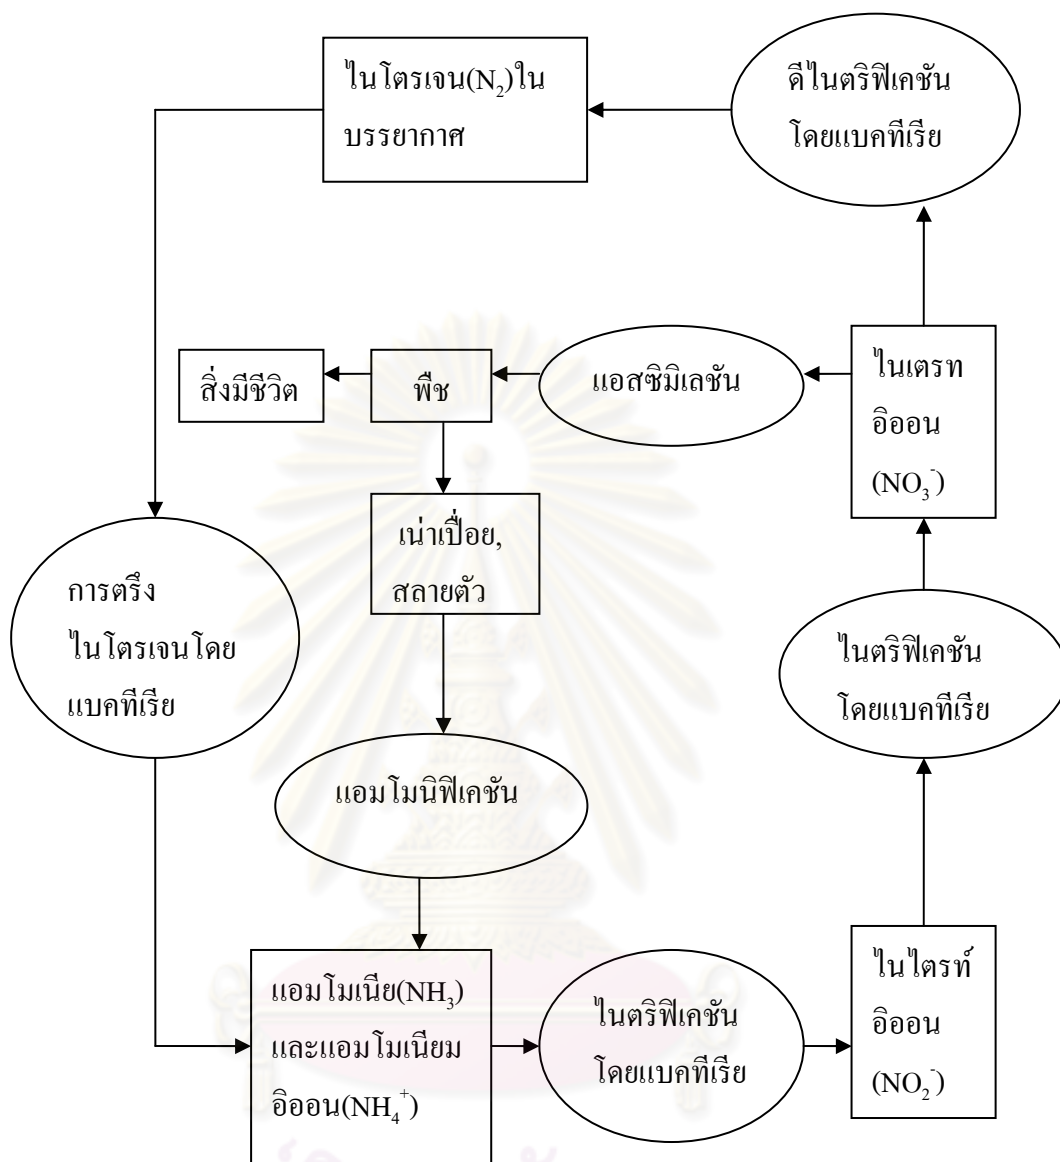 ไนโตรเจน(N₂)ใน
บรรยากาศ
ดีไนตริฟิเคชัน
โดยแบคทีเรีย
สิ่งมีชีวิต
พืช
แอสซิมิเลชัน
ไนเตรท
อิออน
(NO₃⁻)
เน่าเปื่อย,
สลายตัว
การตรึง
ไนโตรเจนโดย
แบคทีเรีย
ไนตริฟิเคชัน
โดยแบคทีเรีย
แอมโมนิฟิเคชัน
แอมโมเนีย(NH₃)
และแอมโมเนียม
อิออน(NH₄⁺)
ไนตริฟิเคชัน
โดยแบคทีเรีย
ไนไตรท์
อิออน
(NO₂⁻)